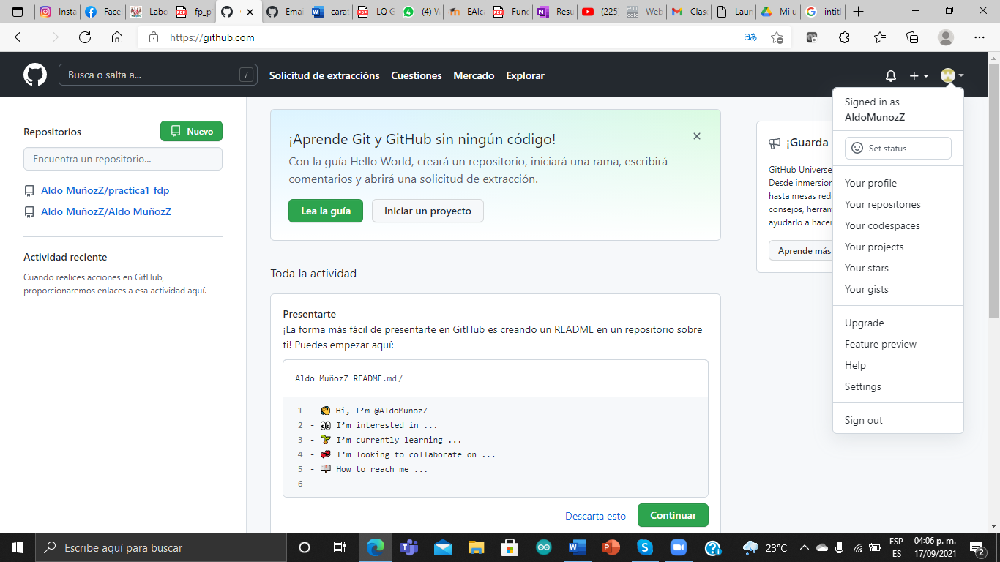 Insta
Face
Labo
fp_p
Emai
carat
LQ G
(4) W
EAlc
Func
Resu
(225
Web
Clase
Laun
Mi u
intitl
https://github.com
Busca o salta a...
/
Solicitud de extraccións
Cuestiones
Mercado
Explorar
Signed in as
AldoMunozZ
Set status
Your profile
Your repositories
Your codespaces
Your projects
Your stars
Your gists
Upgrade
Feature preview
Help
Settings
Sign out
Repositorios
Nuevo
Encuentra un repositorio...
Aldo MuñozZ/practica1_fdp
Aldo MuñozZ/Aldo MuñozZ
Actividad reciente
Cuando realices acciones en GitHub,
proporcionaremos enlaces a esa actividad aquí.
¡Aprende Git y GitHub sin ningún código!
Con la guía Hello World, creará un repositorio, iniciará una rama, escribirá
comentarios y abrirá una solicitud de extracción.
Lea la guía
Iniciar un proyecto
¡Guarda
GitHub Universe
Desde inmersion
hasta mesas red
consejos, herram
ayudarlo a hacer
Aprende más
Toda la actividad
Presentarte
¡La forma más fácil de presentarte en GitHub es creando un README en un repositorio sobre
ti! Puedes empezar aquí:
Aldo MuñozZ README.md/
1 - 👋 Hi, I’m @AldoMunozZ
2 - 👀 I’m interested in ...
3 - 🌱 I’m currently learning ...
4 - 💞️ I’m looking to collaborate on ...
5 - 📫 How to reach me ...
6
Descarta esto
Continuar
Escribe aquí para buscar
23°C
ESP
ES
04:06 p. m.
17/09/2021
2